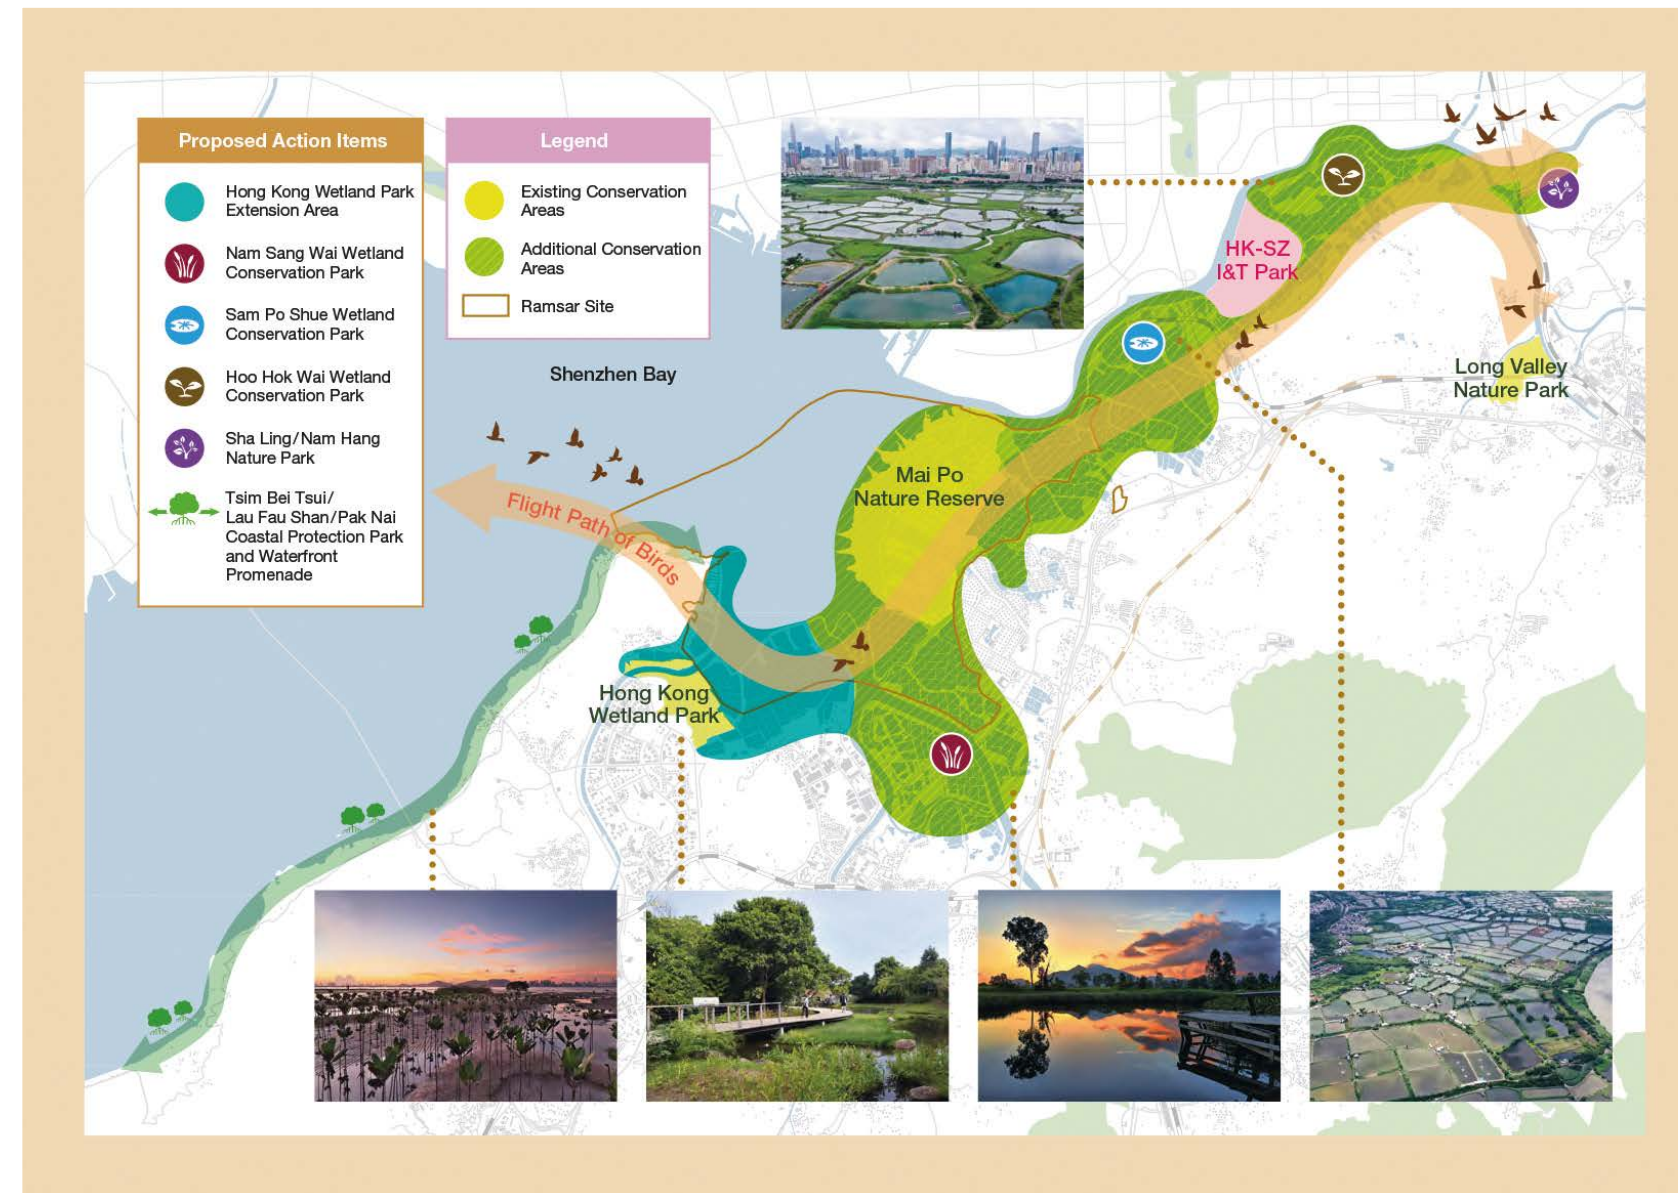 Proposed Action Items
Hong Kong Wetland Park
Extension Area
Nam Sang Wai Wetland
Conservation Park
Sam Po Shue Wetland
Conservation Park
Hoo Hok Wai Wetland
Conservation Park
Sha Ling/Nam Hang
Nature Park
Tsim Bei Tsui/
Lau Fau Shan/Pak Nai
Coastal Protection Park
and Waterfront
Promenade
Legend
Existing Conservation
Areas
Additional Conservation
Areas
Ramsar Site
Shenzhen Bay
HK-SZ
I&T Park
Long Valley
Nature Park
Mai Po
Nature Reserve
Flight Path of Birds
Hong Kong
Wetland Park